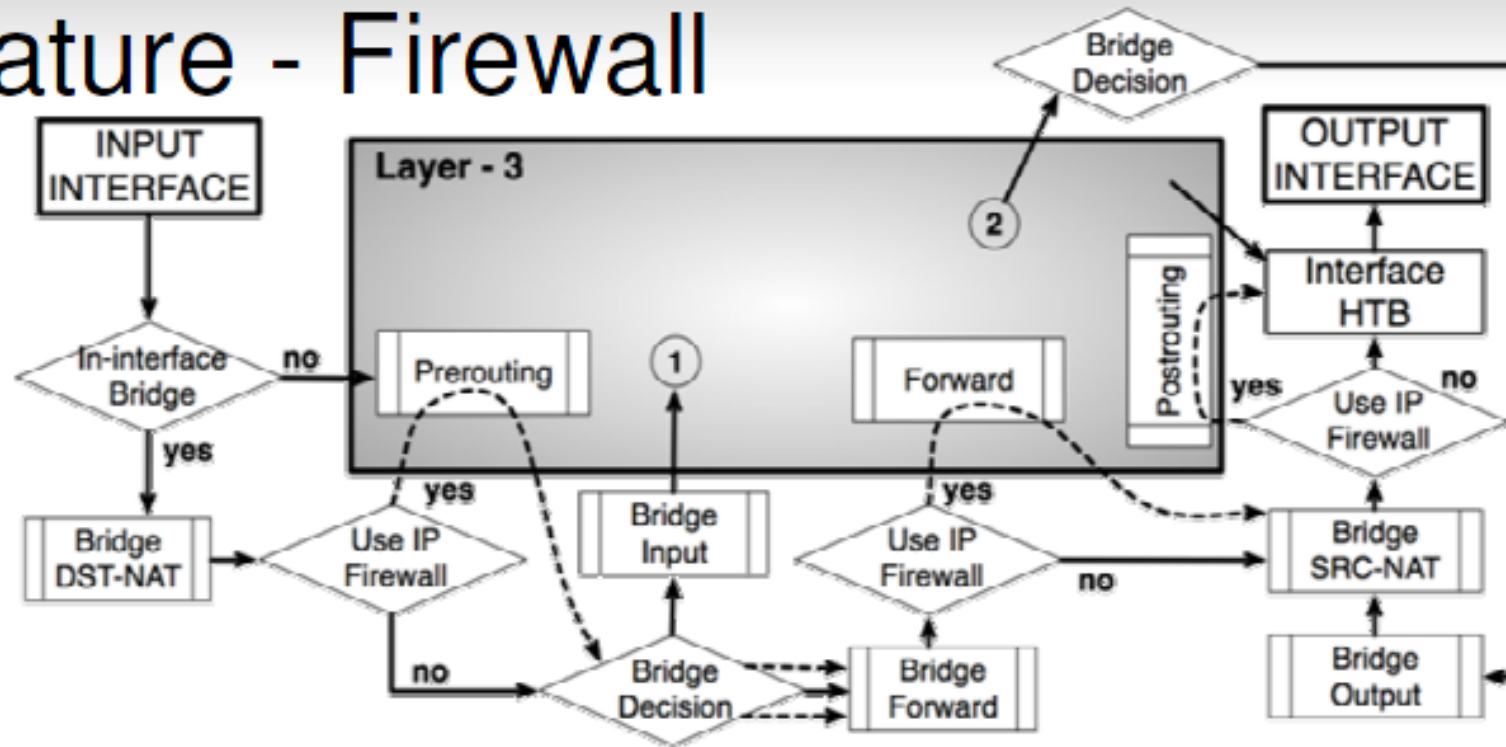 ature - Firewall
Bridge
Decision
INPUT
INTERFACE
Layer - 3
OUTPUT
INTERFACE
2
Interface
HTB
Postrouting
In-interface
Bridge
no
yes
Prerouting
1
Forward
yes
Use IP
Firewall
no
Bridge
DST-NAT
Use IP
Firewall
yes
no
Bridge
Input
Use IP
Firewall
yes
no
Bridge
SRC-NAT
Bridge
Decision
Bridge
Forward
Bridge
Output